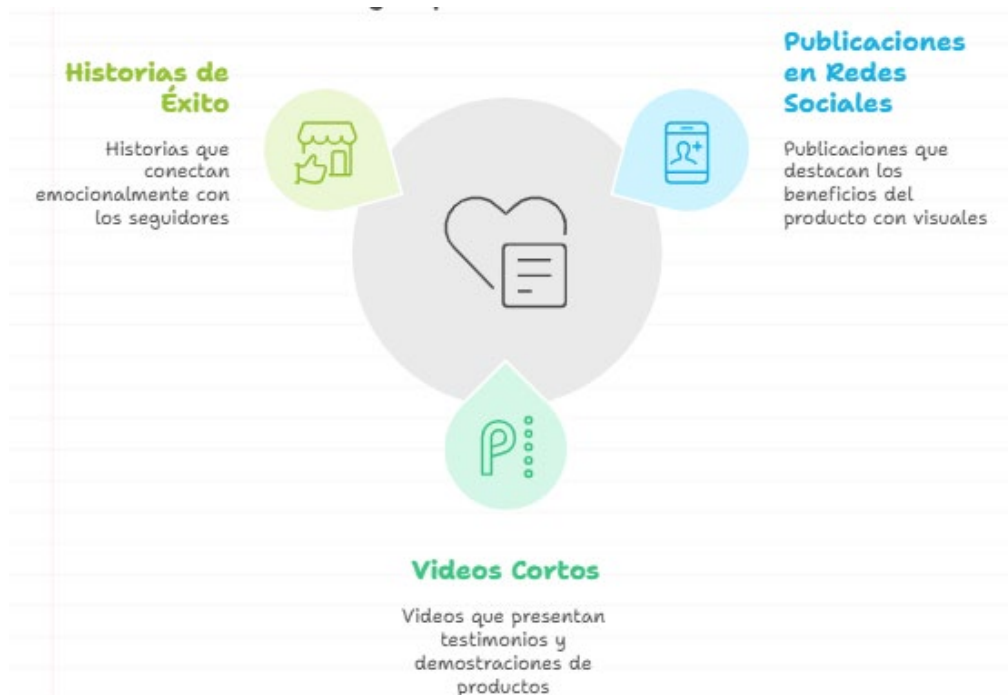 Historias de
Éxito
Historias que
conectan
emocionalmente con
los seguidores
Publicaciones
en Redes
Sociales
Publicaciones que
destacan los
beneficios del
producto con visuales
Videos Cortos
Videos que presentan
testimonios y
demostraciones de
productos